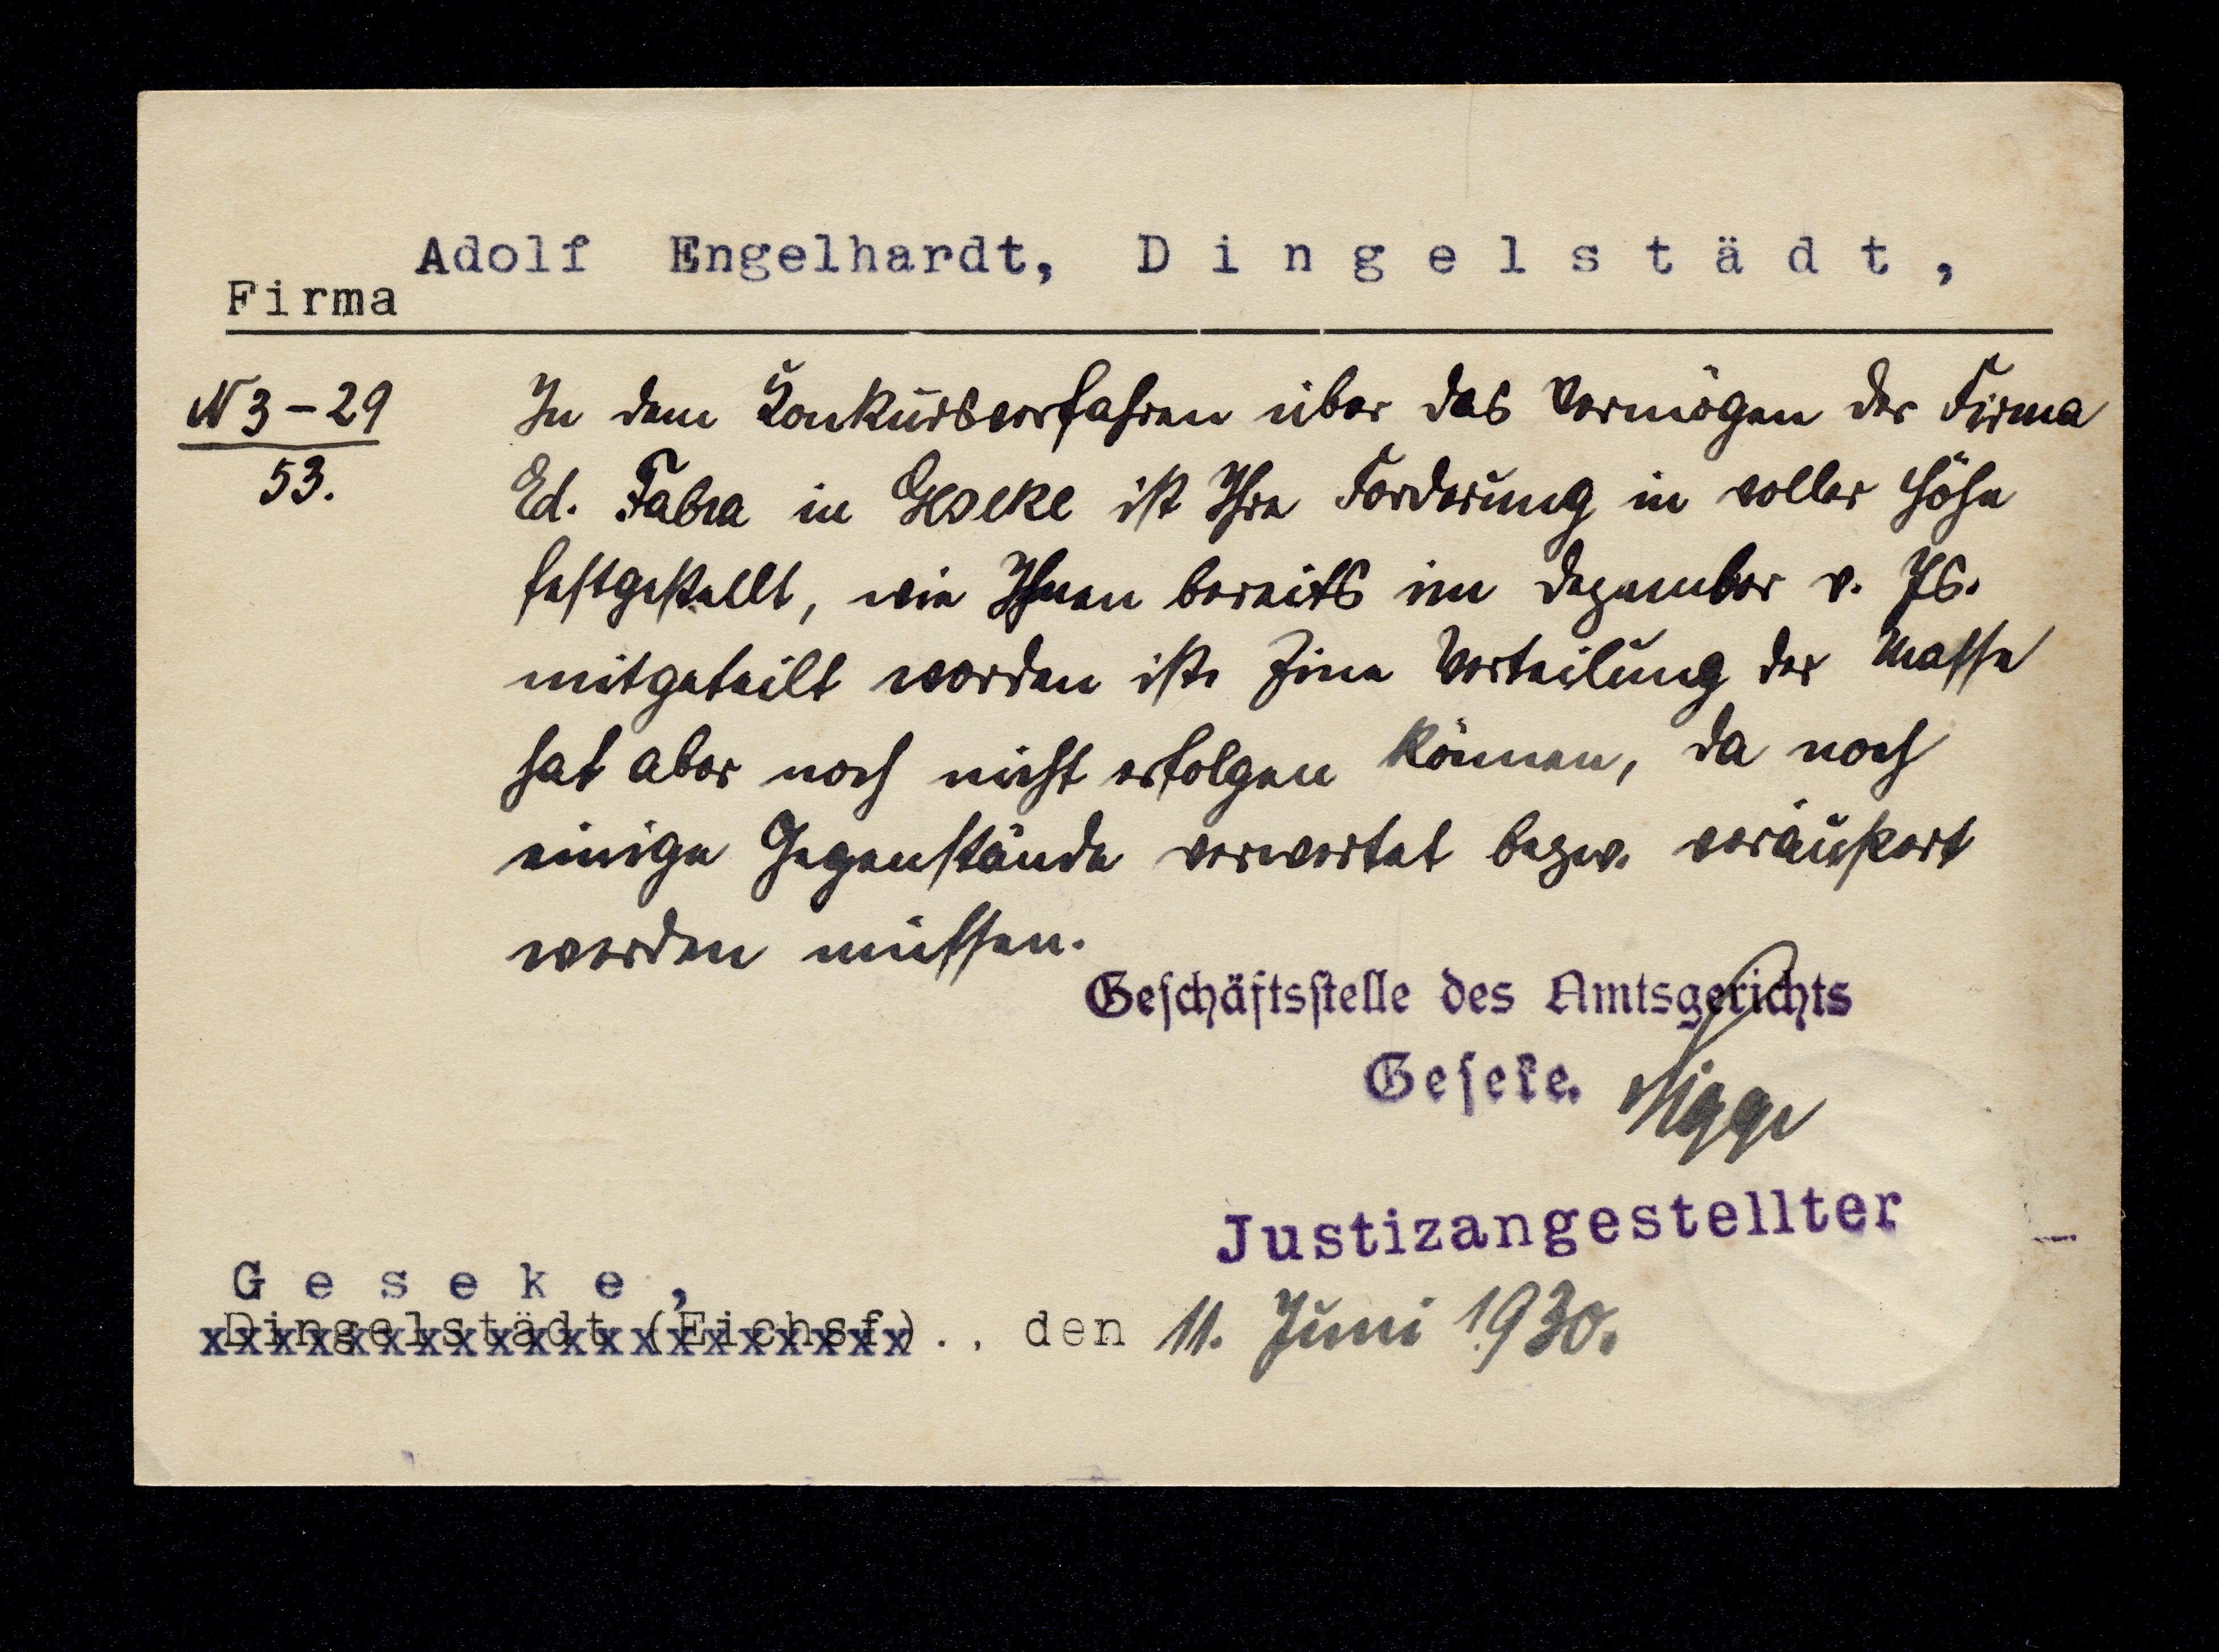 Adolf Engelhardt, Dingelstädt,
Firma
N 3-29
53.
In dem Konkursverfahren über das Vermögen der Firma
Ed. Fabra in Geseke ist Ihre Forderung in voller Höhe
festgestellt, wie Ihnen bereits im Dezember v. Js.
mitgeteilt worden ist. Eine Verteilung der Masse
hat aber noch nicht erfolgen können, da noch
einige Gegenstände verwertet bezw. veräußert
werden müssen.
Geschäftsstelle des Amtsgerichts
Geseke.
Nigge
Justizangestellter
Geseke,
Dingelstädt (Eichsf)., den 11. Juni 1930.